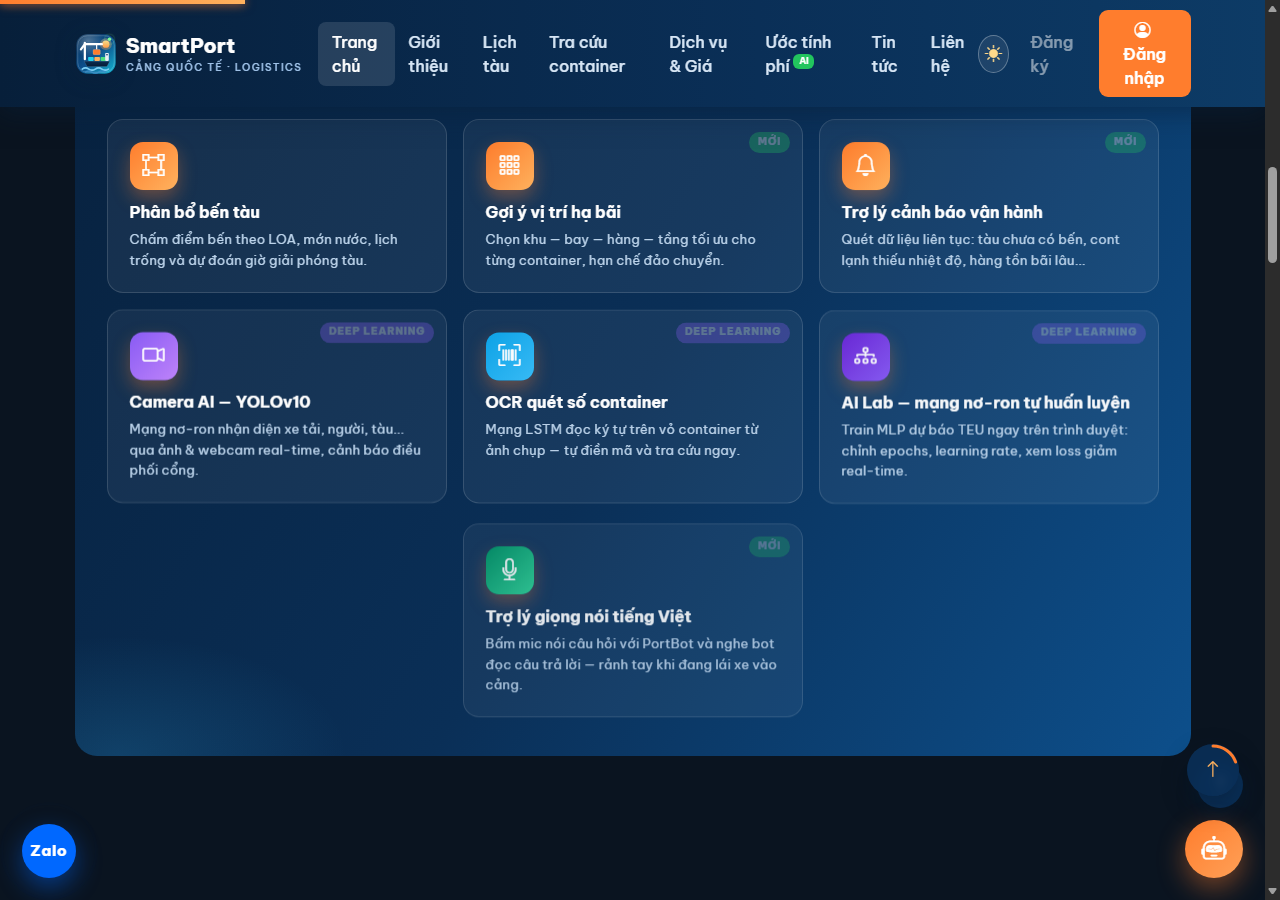 SmartPort
CẢNG QUỐC TẾ · LOGISTICS
Trang chủ
Giới thiệu
Lịch tàu
Tra cứu container
Dịch vụ & Giá
Ước tính phí AI
Tin tức
Liên hệ
Đăng ký
Đăng nhập
Phân bổ bến tàu
Chấm điểm bến theo LOA, mớn nước, lịch
trống và dự đoán giờ giải phóng tàu.
MỚI
Gợi ý vị trí hạ bãi
Chọn khu — bay — hàng — tầng tối ưu cho
từng container, hạn chế đảo chuyển.
MỚI
Trợ lý cảnh báo vận hành
Quét dữ liệu liên tục: tàu chưa có bến, cont
lạnh thiếu nhiệt độ, hàng tồn bãi lâu...
DEEP LEARNING
Camera AI — YOLOv10
Mạng nơ-ron nhận diện xe tải, người, tàu...
qua ảnh & webcam real-time, cảnh báo điều
phối cổng.
DEEP LEARNING
OCR quét số container
Mạng LSTM đọc ký tự trên vỏ container từ
ảnh chụp — tự điền mã và tra cứu ngay.
DEEP LEARNING
AI Lab — mạng nơ-ron tự huấn luyện
Train MLP dự báo TEU ngay trên trình duyệt:
chỉnh epochs, learning rate, xem loss giảm
real-time.
MỚI
Trợ lý giọng nói tiếng Việt
Bấm mic nói câu hỏi với PortBot và nghe bot
đọc câu trả lời — rảnh tay khi đang lái xe vào
cảng.
Zalo